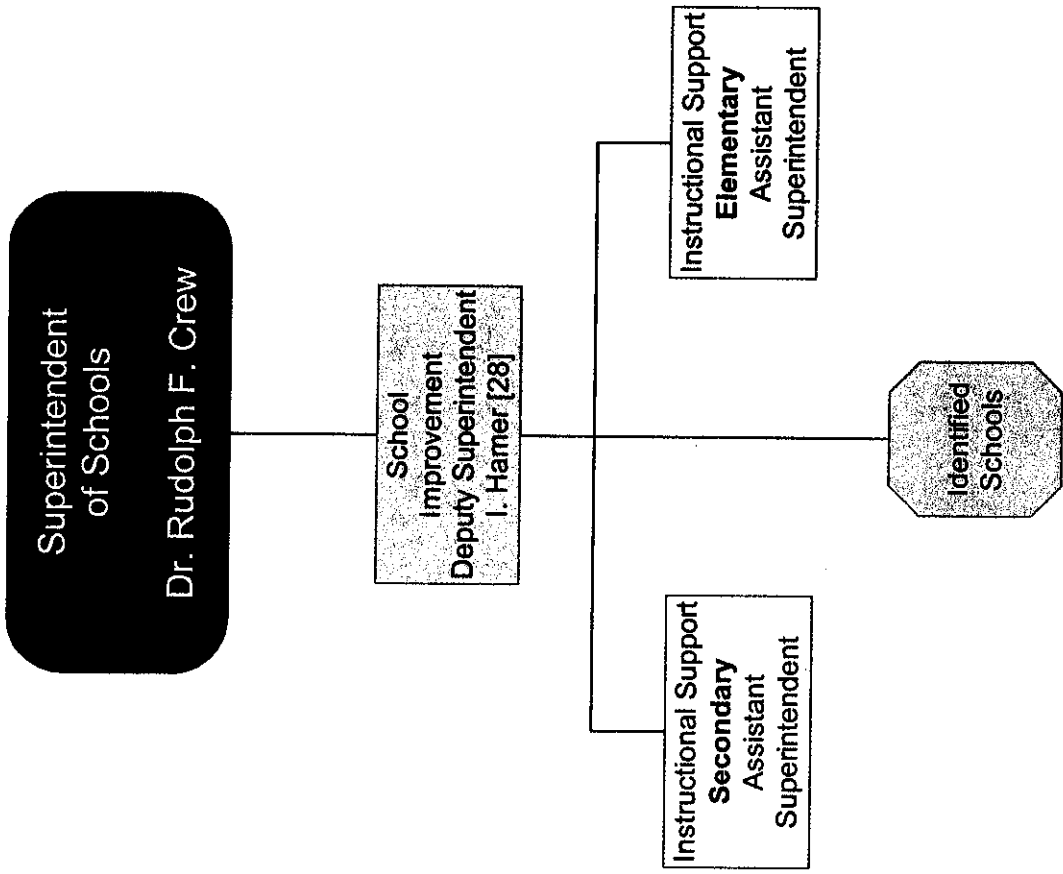 Superintendent
of Schools
Dr. Rudolph F. Crew
School
Improvement
Deputy Superintendent
I. Hamer [28]
Instructional Support
Secondary
Assistant
Superintendent
Instructional Support
Elementary
Assistant
Superintendent
Identified
Schools